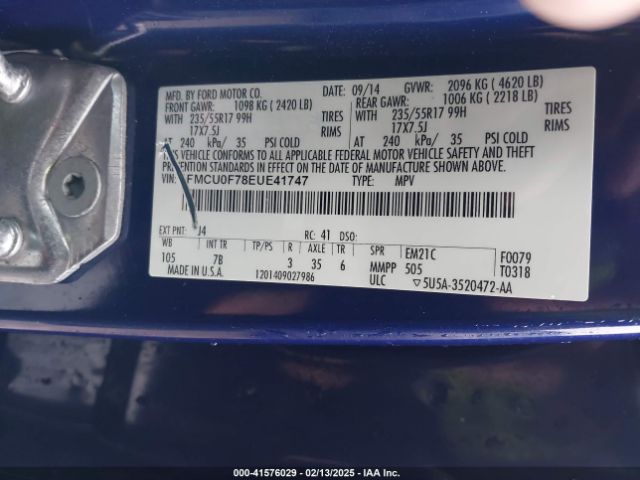 MFD. BY FORD MOTOR CO. 09/14 GVWR: 2096 KG ( 4620 LB)
FRONT GAWR: 1098 KG ( 2420 LB) REAR GAWR: 1006 KG ( 2218 LB)
WITH 235/55R17 99H TIRES WITH 235/55R17 99H TIRES
17X7.5J RIMS 17X7.5J RIMS
AT 240 kPa/ 35 PSI COLD AT 240 kPa/ 35 PSI COLD
THIS VEHICLE CONFORMS TO ALL APPLICABLE FEDERAL MOTOR VEHICLE SAFETY AND THEFT
PREVENTION STANDARDS IN EFFECT ON THE DATE OF MANUFACTURE SHOWN ABOVE.
VIN: FMCU0F78EUE41747 TYPE: MPV
EXT PNT: J4 RC: 41 DSO:
WB INT TR TP/PS R AXLE TR SPR EM21C F0079
105 7B 3 35 6 MMPP 505 T0318
MADE IN U.S.A. 1201409027986 ULC 5U5A-3520472-AA
00-41576029 - 02/13/2025 - IAA Inc.